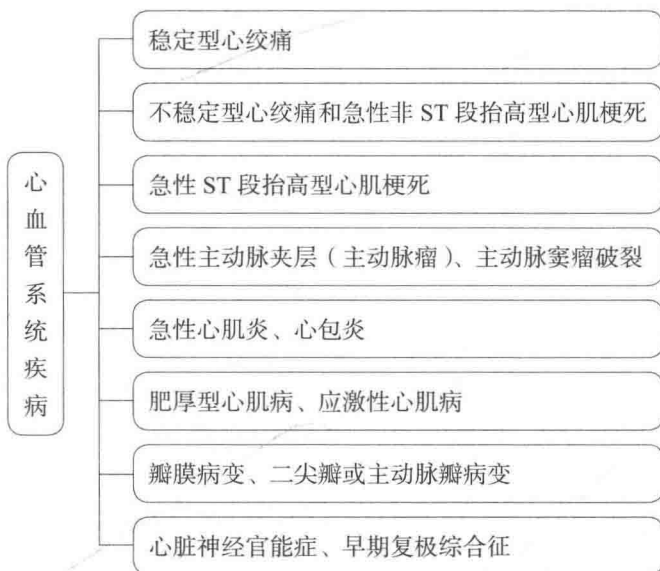 心血管系统疾病
稳定型心绞痛
不稳定型心绞痛和急性非 ST 段抬高型心肌梗死
急性 ST 段抬高型心肌梗死
急性主动脉夹层（主动脉瘤）、主动脉窦瘤破裂
急性心肌炎、心包炎
肥厚型心肌病、应激性心肌病
瓣膜病变、二尖瓣或主动脉瓣病变
心脏神经官能症、早期复极综合征